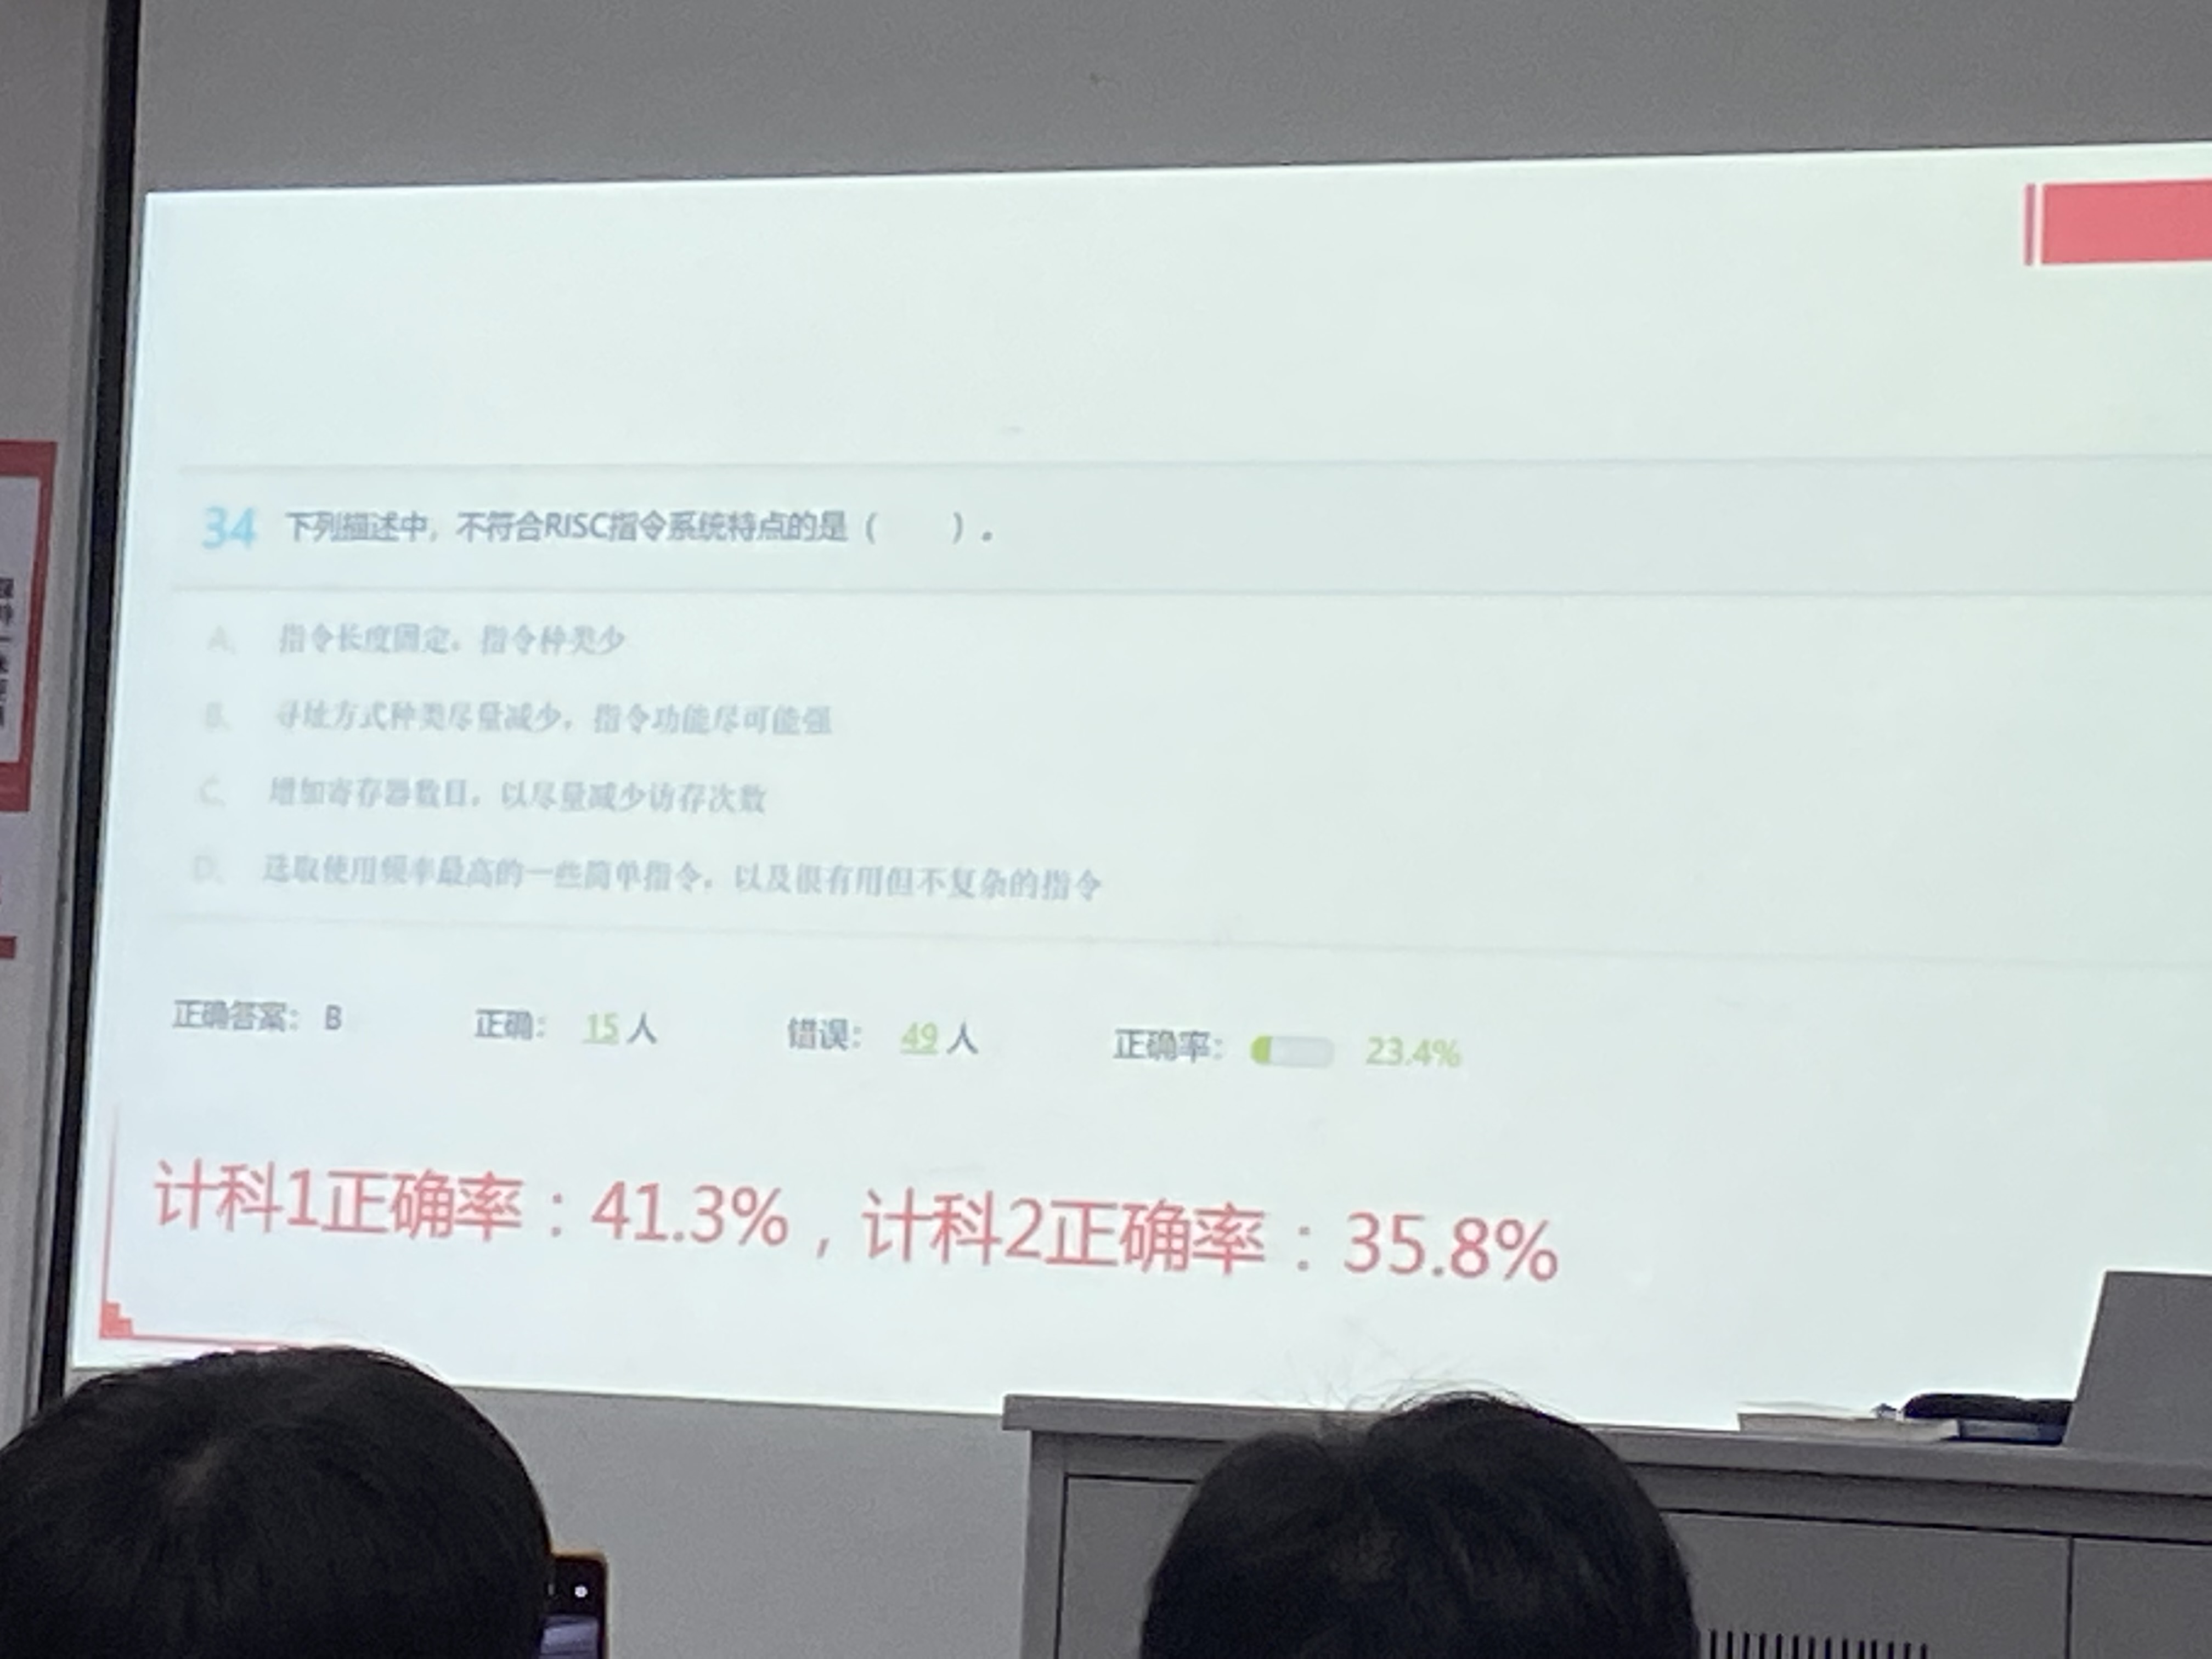 34 下列描述中，不符合RISC指令系统特点的是（ ）。
A. 指令长度固定，指令种类少
B. 寻址方式种类尽量减少，指令功能尽可能强
C. 增加寄存器数目，以尽量减少访存次数
D. 选取使用频率最高的一些简单指令，以及很有用但不复杂的指令
正确答案： B 正确： 15 人 错误： 49 人 正确率： 23.4%
计科1正确率：41.3%，计科2正确率：35.8%